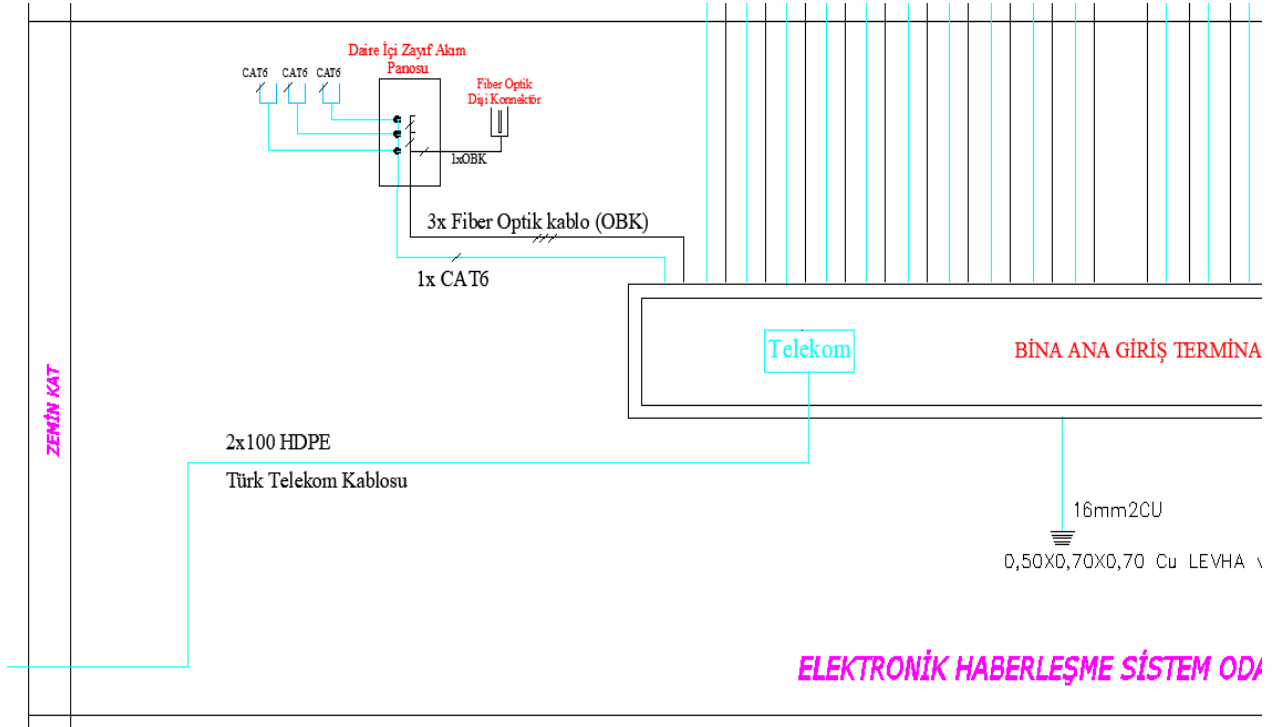 Daire İçi Zayıf Akım
Panosu
CAT6 CAT6 CAT6
Fiber Optik
Dişi Konnektör
1xOBK
3x Fiber Optik kablo (OBK)
1x CAT6
Telekom
BİNA ANA GİRİŞ TERMİNA
ZEMİN KAT
2x100 HDPE
Türk Telekom Kablosu
16mm2CU
0,50X0,70X0,70 Cu LEVHA v
ELEKTRONİK HABERLEŞME SİSTEM ODA